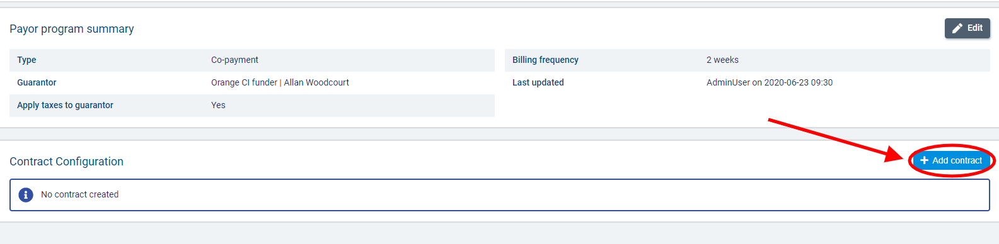 Payor program summary
Edit
Type Co-payment
Billing frequency 2 weeks
Guarantor Orange CI funder | Allan Woodcourt
Last updated AdminUser on 2020-06-23 09:30
Apply taxes to guarantor Yes
Contract Configuration
Add contract
No contract created